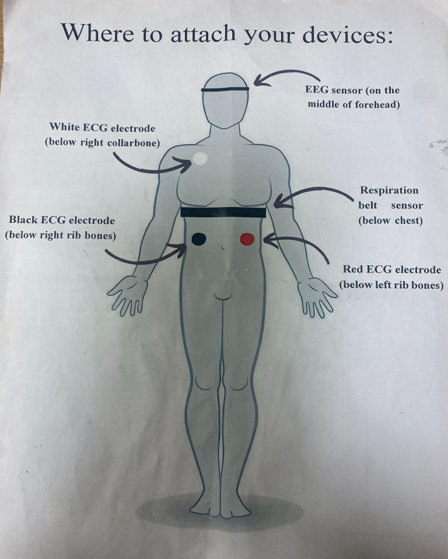 Where to attach your devices:
EEG sensor (on the
middle of forehead)
White ECG electrode
(below right collarbone)
Respiration
belt sensor
(below chest)
Black ECG electrode
(below right rib bones)
Red ECG electrode
(below left rib bones)